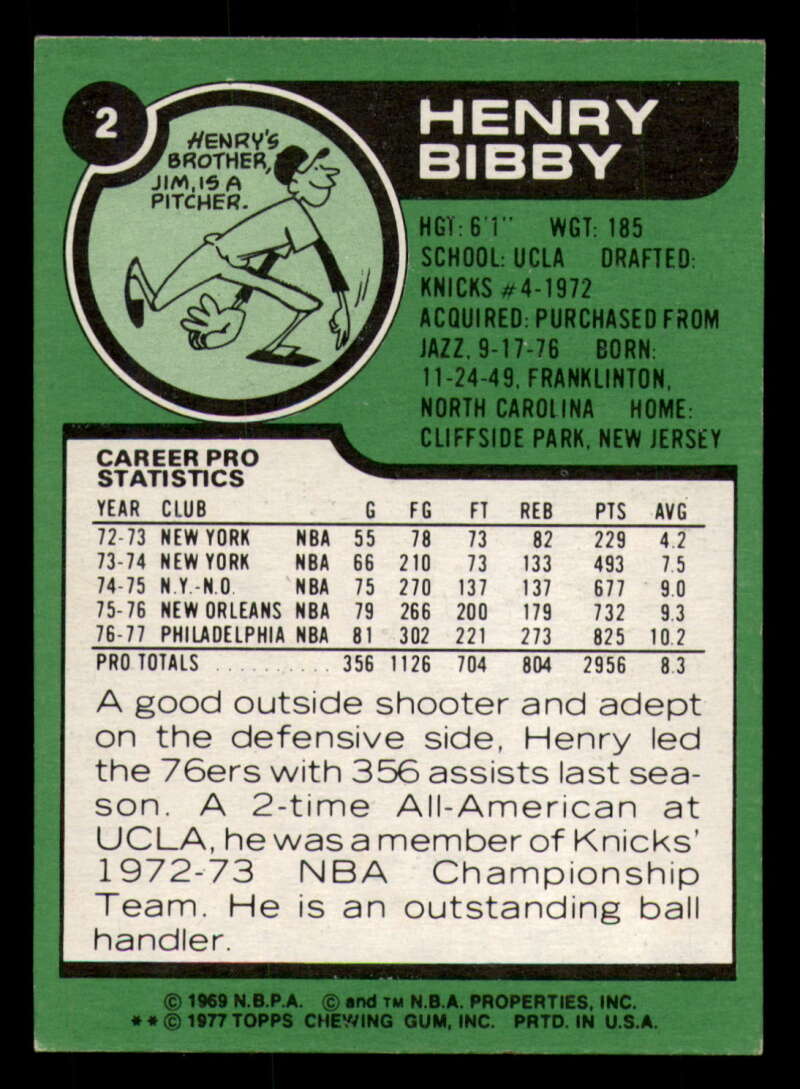 2
HENRY'S
BROTHER,
JIM, IS A
PITCHER.
HENRY
BIBBY
HGT: 6'1" WGT: 185
SCHOOL: UCLA DRAFTED:
KNICKS #4-1972
ACQUIRED: PURCHASED FROM
JAZZ, 9-17-76 BORN:
11-24-49, FRANKLINTON,
NORTH CAROLINA HOME:
CLIFFSIDE PARK, NEW JERSEY
CAREER PRO
STATISTICS
YEAR CLUB G FG FT REB PTS AVG
72-73 NEW YORK NBA 55 78 73 82 229 4.2
73-74 NEW YORK NBA 66 210 73 133 493 7.5
74-75 N.Y.-N.O. NBA 75 270 137 137 677 9.0
75-76 NEW ORLEANS NBA 79 266 200 179 732 9.3
76-77 PHILADELPHIA NBA 81 302 221 273 825 10.2
PRO TOTALS . . . . . . . . . . . 356 1126 704 804 2956 8.3
A good outside shooter and adept
on the defensive side, Henry led
the 76ers with 356 assists last sea-
son. A 2-time All-American at
UCLA, he was a member of Knicks'
1972-73 NBA Championship
Team. He is an outstanding ball
handler.
© 1969 N.B.P.A. © and TM N.B.A. PROPERTIES, INC.
**© 1977 TOPPS CHEWING GUM, INC. PRTD. IN U.S.A.